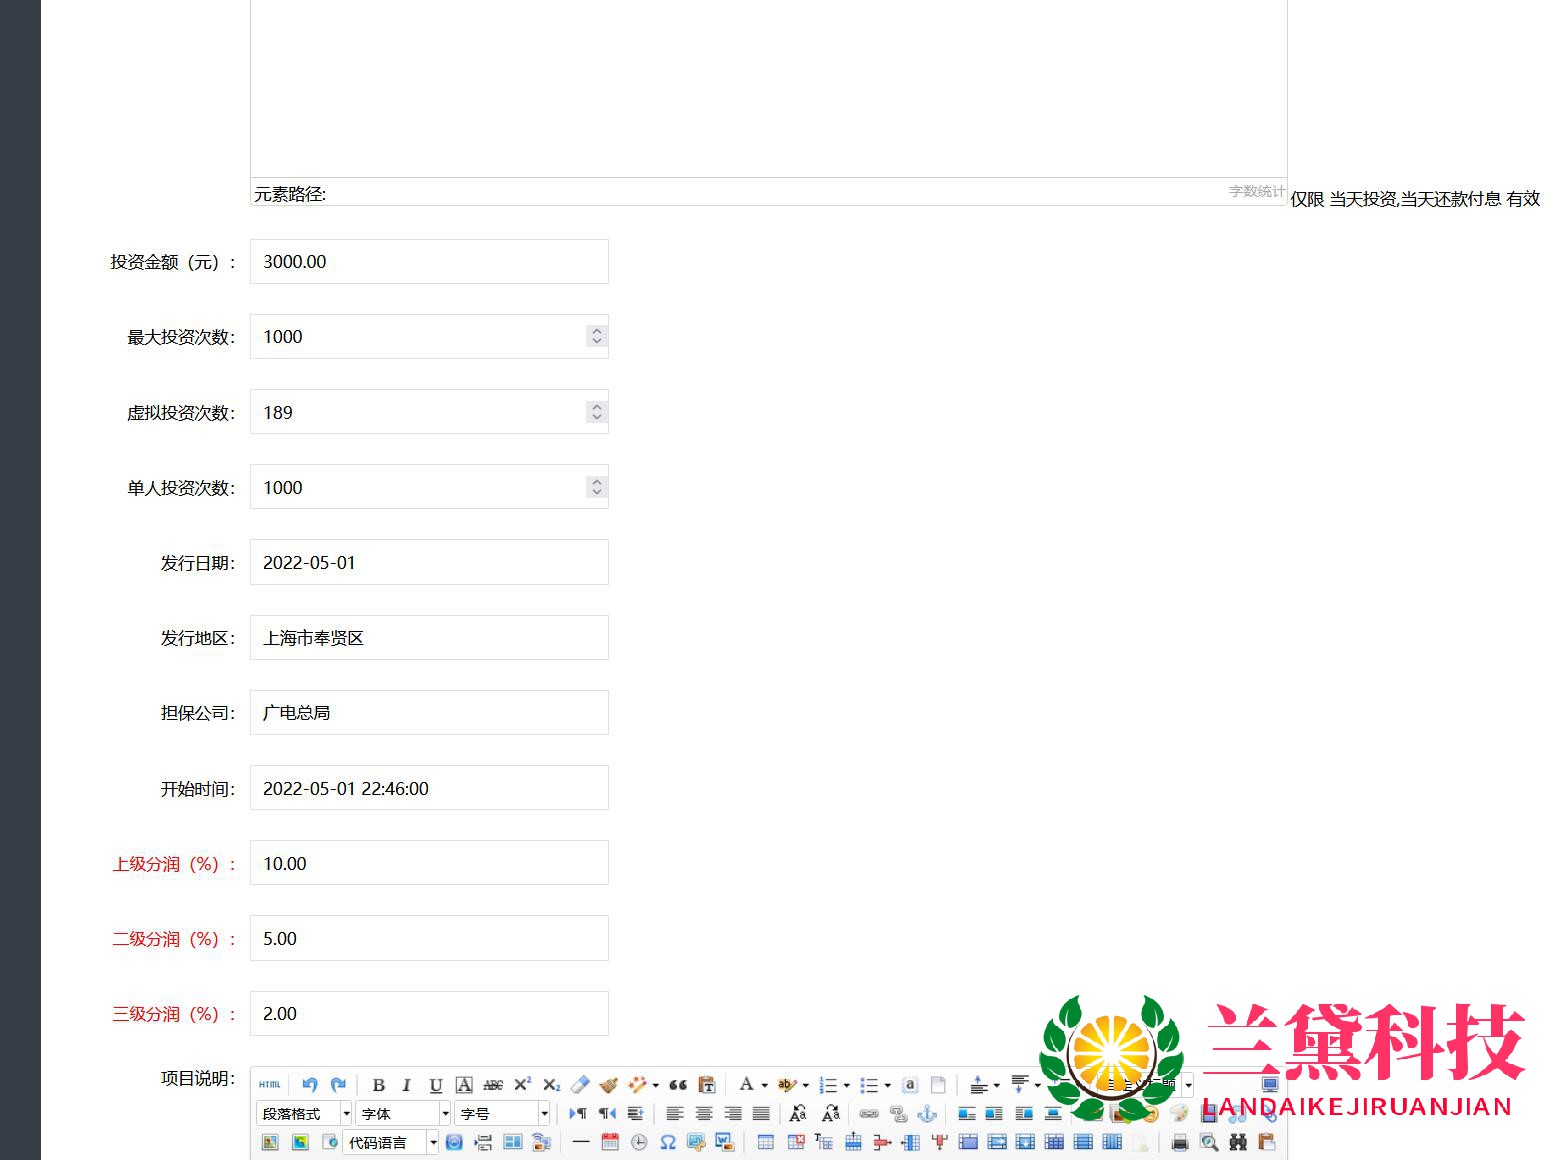 元素路径:
字数统计
仅限 当天投资,当天还款付息 有效
投资金额（元）：
3000.00
最大投资次数：
1000
虚拟投资次数：
189
单人投资次数：
1000
发行日期：
2022-05-01
发行地区：
上海市奉贤区
担保公司：
广电总局
开始时间：
2022-05-01 22:46:00
上级分润（%）：
10.00
二级分润（%）：
5.00
三级分润（%）：
2.00
项目说明：
HTML
段落格式
字体
字号
代码语言
兰黛科技
LANDAIKEJIRUANJIAN